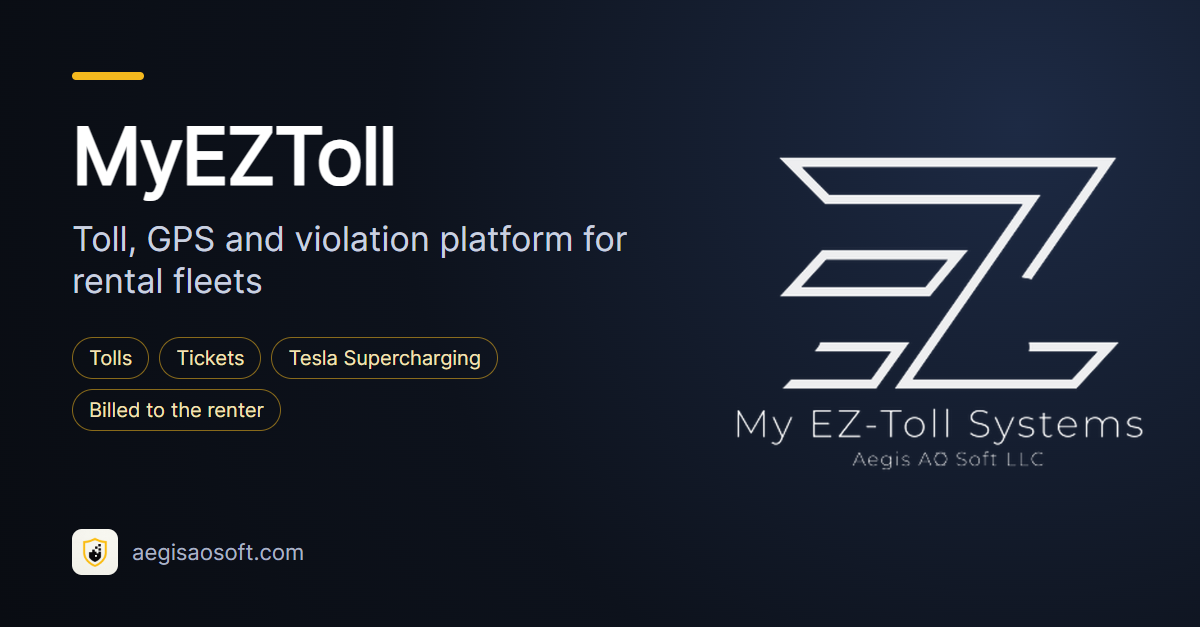 MyEZToll
Toll, GPS and violation platform for
rental fleets
Tolls
Tickets
Tesla Supercharging
Billed to the renter
aegisaosoft.com
EZ
My EZ-Toll Systems
Aegis AO Soft LLC